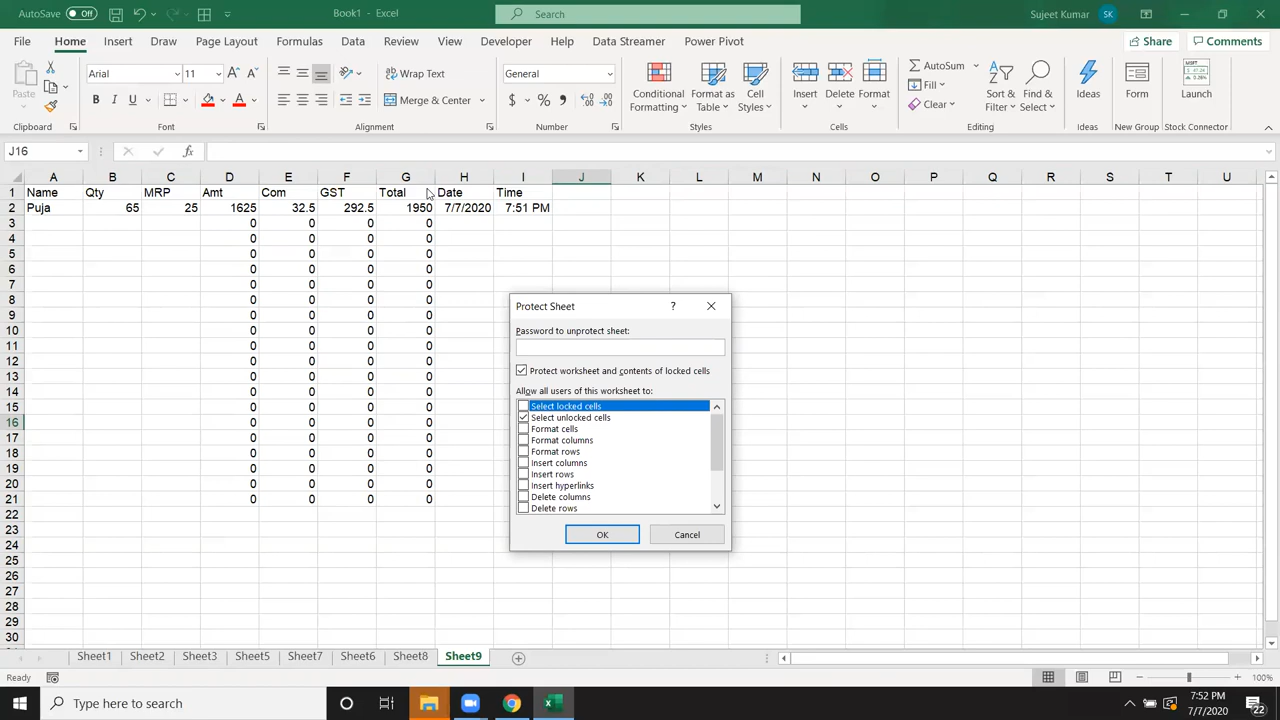 AutoSave Off Book1 - Excel Search Sujeet Kumar SK
File Home Insert Draw Page Layout Formulas Data Review View Developer Help Data Streamer Power Pivot Share Comments
Paste Arial 11 Wrap Text General Conditional Formatting Format as Table Cell Styles Insert Delete Format AutoSum Fill Clear Sort & Filter Find & Select Ideas Form Launch
B I U Merge & Center $ %
Clipboard Font Alignment Number Styles Cells Editing Ideas New Group Stock Connector
J16 fx
A B C D E F G H I J K L M N O P Q R S T U
1 Name Qty MRP Amt Com GST Total Date Time
2 Puja 65 25 1625 32.5 292.5 1950 7/7/2020 7:51 PM
3 0 0 0 0
4 0 0 0 0
5 0 0 0 0
6 0 0 0 0
7 0 0 0 0
8 0 0 0 0
9 0 0 0 0
10 0 0 0 0
11 0 0 0 0
12 0 0 0 0
13 0 0 0 0
14 0 0 0 0
15 0 0 0 0
16 0 0 0 0
17 0 0 0 0
18 0 0 0 0
19 0 0 0 0
20 0 0 0 0
21 0 0 0 0
22
23
24
25
26
27
28
29
30
Protect Sheet ?
Password to unprotect sheet:
Protect worksheet and contents of locked cells
Allow all users of this worksheet to:
Select locked cells
Select unlocked cells
Format cells
Format columns
Format rows
Insert columns
Insert rows
Insert hyperlinks
Delete columns
Delete rows
OK Cancel
Sheet1 Sheet2 Sheet3 Sheet5 Sheet7 Sheet6 Sheet8 Sheet9
Ready 100%
Type here to search 7:52 PM
7/7/2020 22